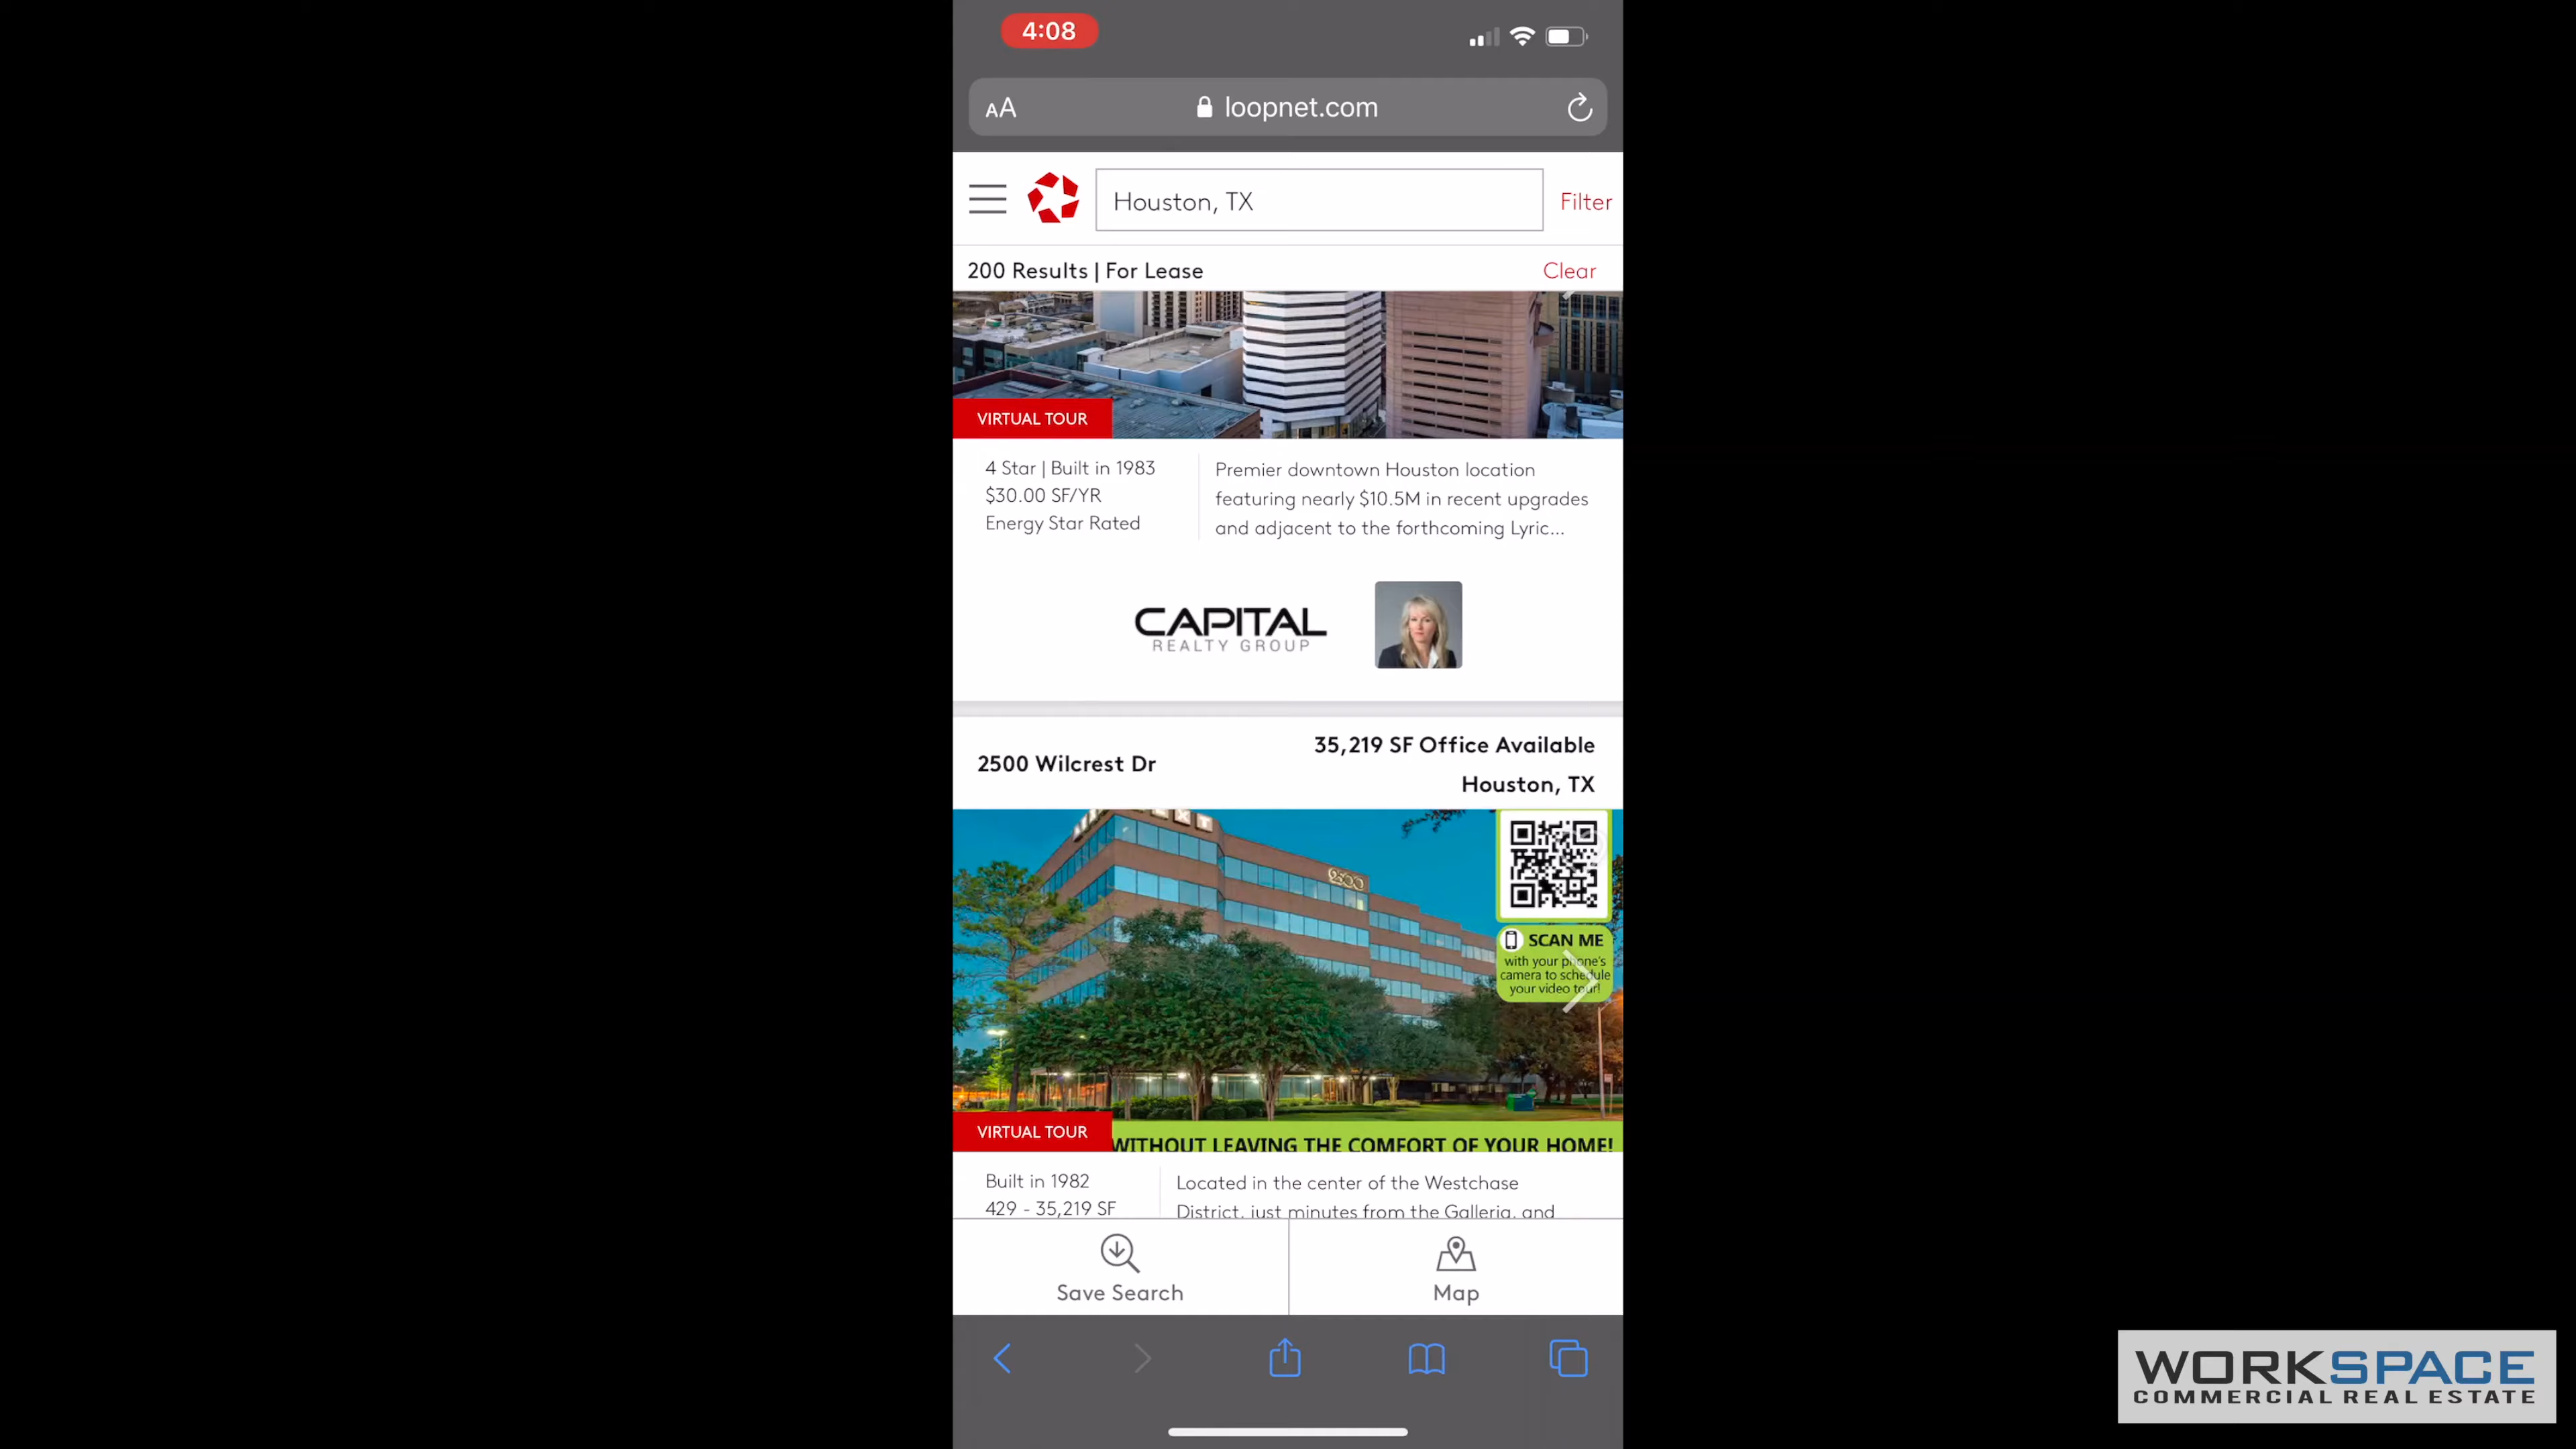 4:08
AA
loopnet.com
Houston, TX
Filter
200 Results | For Lease
Clear
VIRTUAL TOUR
4 Star | Built in 1983
$30.00 SF/YR
Energy Star Rated
Premier downtown Houston location
featuring nearly $10.5M in recent upgrades
and adjacent to the forthcoming Lyric...
CAPITAL
REALTY GROUP
2500 Wilcrest Dr
35,219 SF Office Available
Houston, TX
2500
SCAN ME
with your phone's
camera to schedule
your video tour!
VIRTUAL TOUR
WITHOUT LEAVING THE COMFORT OF YOUR HOME!
Built in 1982
429 - 35,219 SF
Located in the center of the Westchase
District, just minutes from the Galleria, and
Save Search
Map
WORKSPACE
COMMERCIAL REAL ESTATE